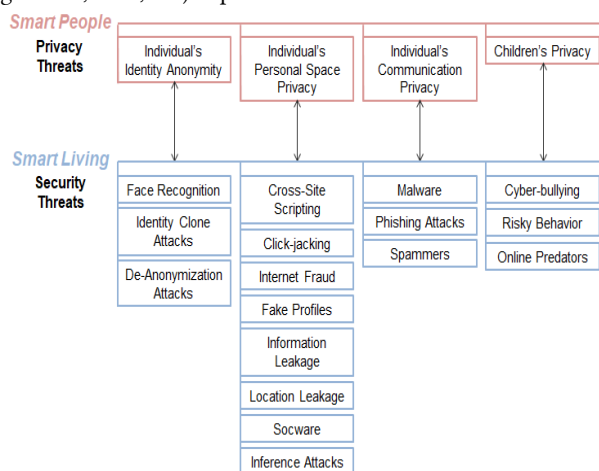 Smart People
Privacy
Threats
Individual's
Identity Anonymity
Individual's
Personal Space
Privacy
Individual's
Communication
Privacy
Children's Privacy
Smart Living
Security
Threats
Face Recognition
Identity Clone
Attacks
De-Anonymization
Attacks
Cross-Site
Scripting
Click-jacking
Internet Fraud
Fake Profiles
Information
Leakage
Location Leakage
Socware
Inference Attacks
Malware
Phishing Attacks
Spammers
Cyber-bullying
Risky Behavior
Online Predators